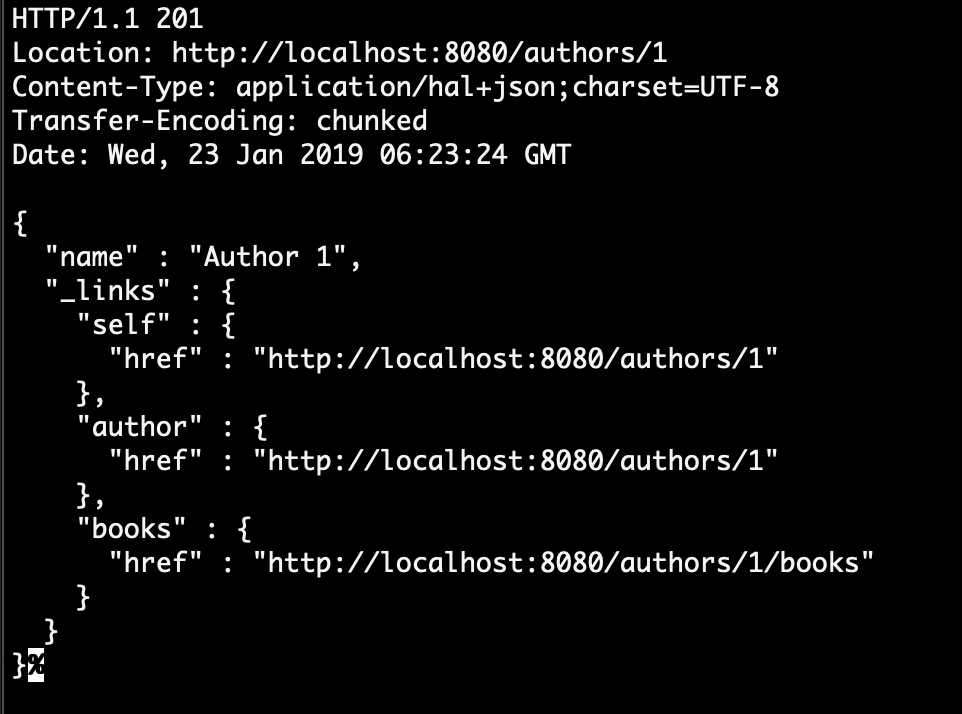 HTTP/1.1 201
Location: http://localhost:8080/authors/1
Content-Type: application/hal+json;charset=UTF-8
Transfer-Encoding: chunked
Date: Wed, 23 Jan 2019 06:23:24 GMT

{
  "name" : "Author 1",
  "_links" : {
    "self" : {
      "href" : "http://localhost:8080/authors/1"
    },
    "author" : {
      "href" : "http://localhost:8080/authors/1"
    },
    "books" : {
      "href" : "http://localhost:8080/authors/1/books"
    }
  }
}%